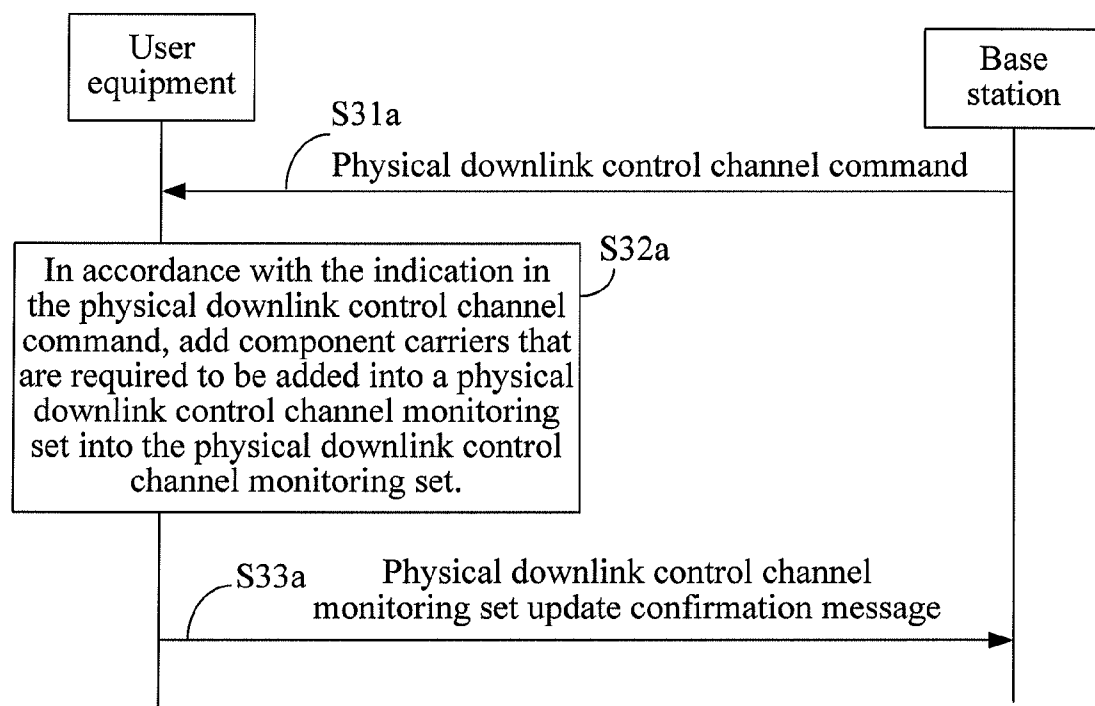 User
equipment
Base
station
S31a
Physical downlink control channel command
S32a
In accordance with the indication in
the physical downlink control channel
command, add component carriers that
are required to be added into a physical
downlink control channel monitoring
set into the physical downlink control
channel monitoring set.
S33a
Physical downlink control channel
monitoring set update confirmation message